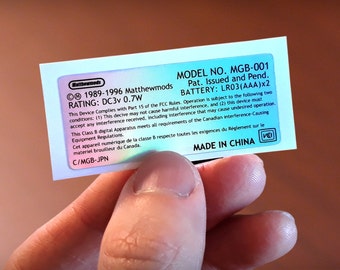 Matthewmods
MODEL NO. MGB-001
©Ⓜ 1989-1996 Matthewmods
Pat. Issued and Pend.
RATING: DC3v 0.7W
BATTERY: LR03(AAA)x2
This Device Complies with Part 15 of the FCC Rules. Operation is subject to the following two
conditions: (1) This device may not cause harmful interference, and (2) this device must
accept any interference received, including interference that may cause undesired operation.
This Class B digital Apparatus meets all requirements of the Canadian Interference-Causing
Equipment Regulations.
Cet appareil numérique de la classe B respecte toutes les exigences du Règlement sur le
materiel brouilleur du Canada.
C/MGB-JPN
MADE IN CHINA